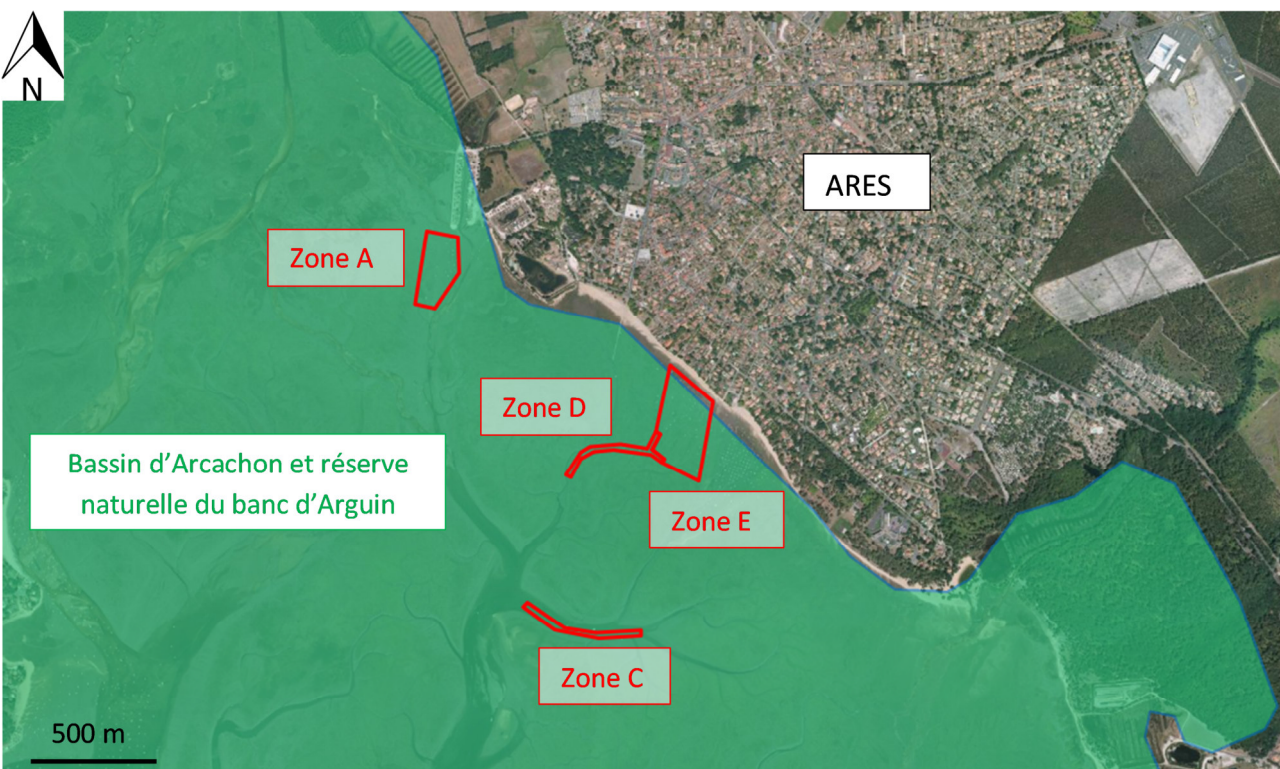 N
ARES
Zone A
Zone D
Bassin d'Arcachon et réserve
naturelle du banc d'Arguin
Zone E
Zone C
500 m